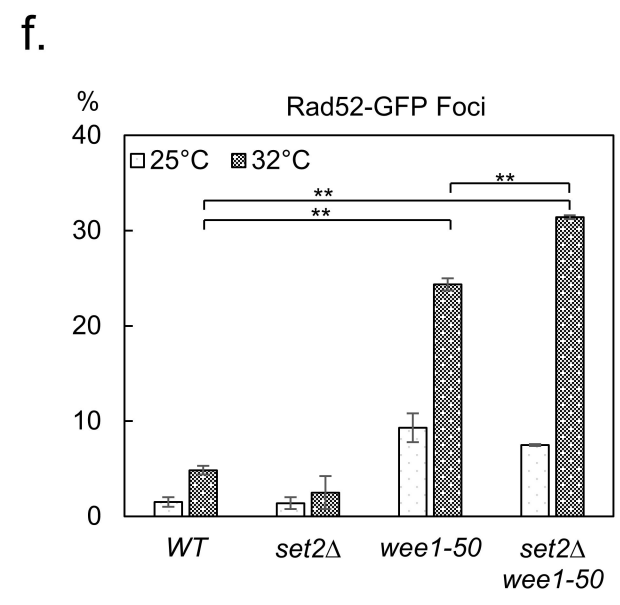 f.
%
Rad52-GFP Foci
40
25°C 32°C
**
**
**
30
20
10
0
WT set2Δ wee1-50 set2Δ
wee1-50